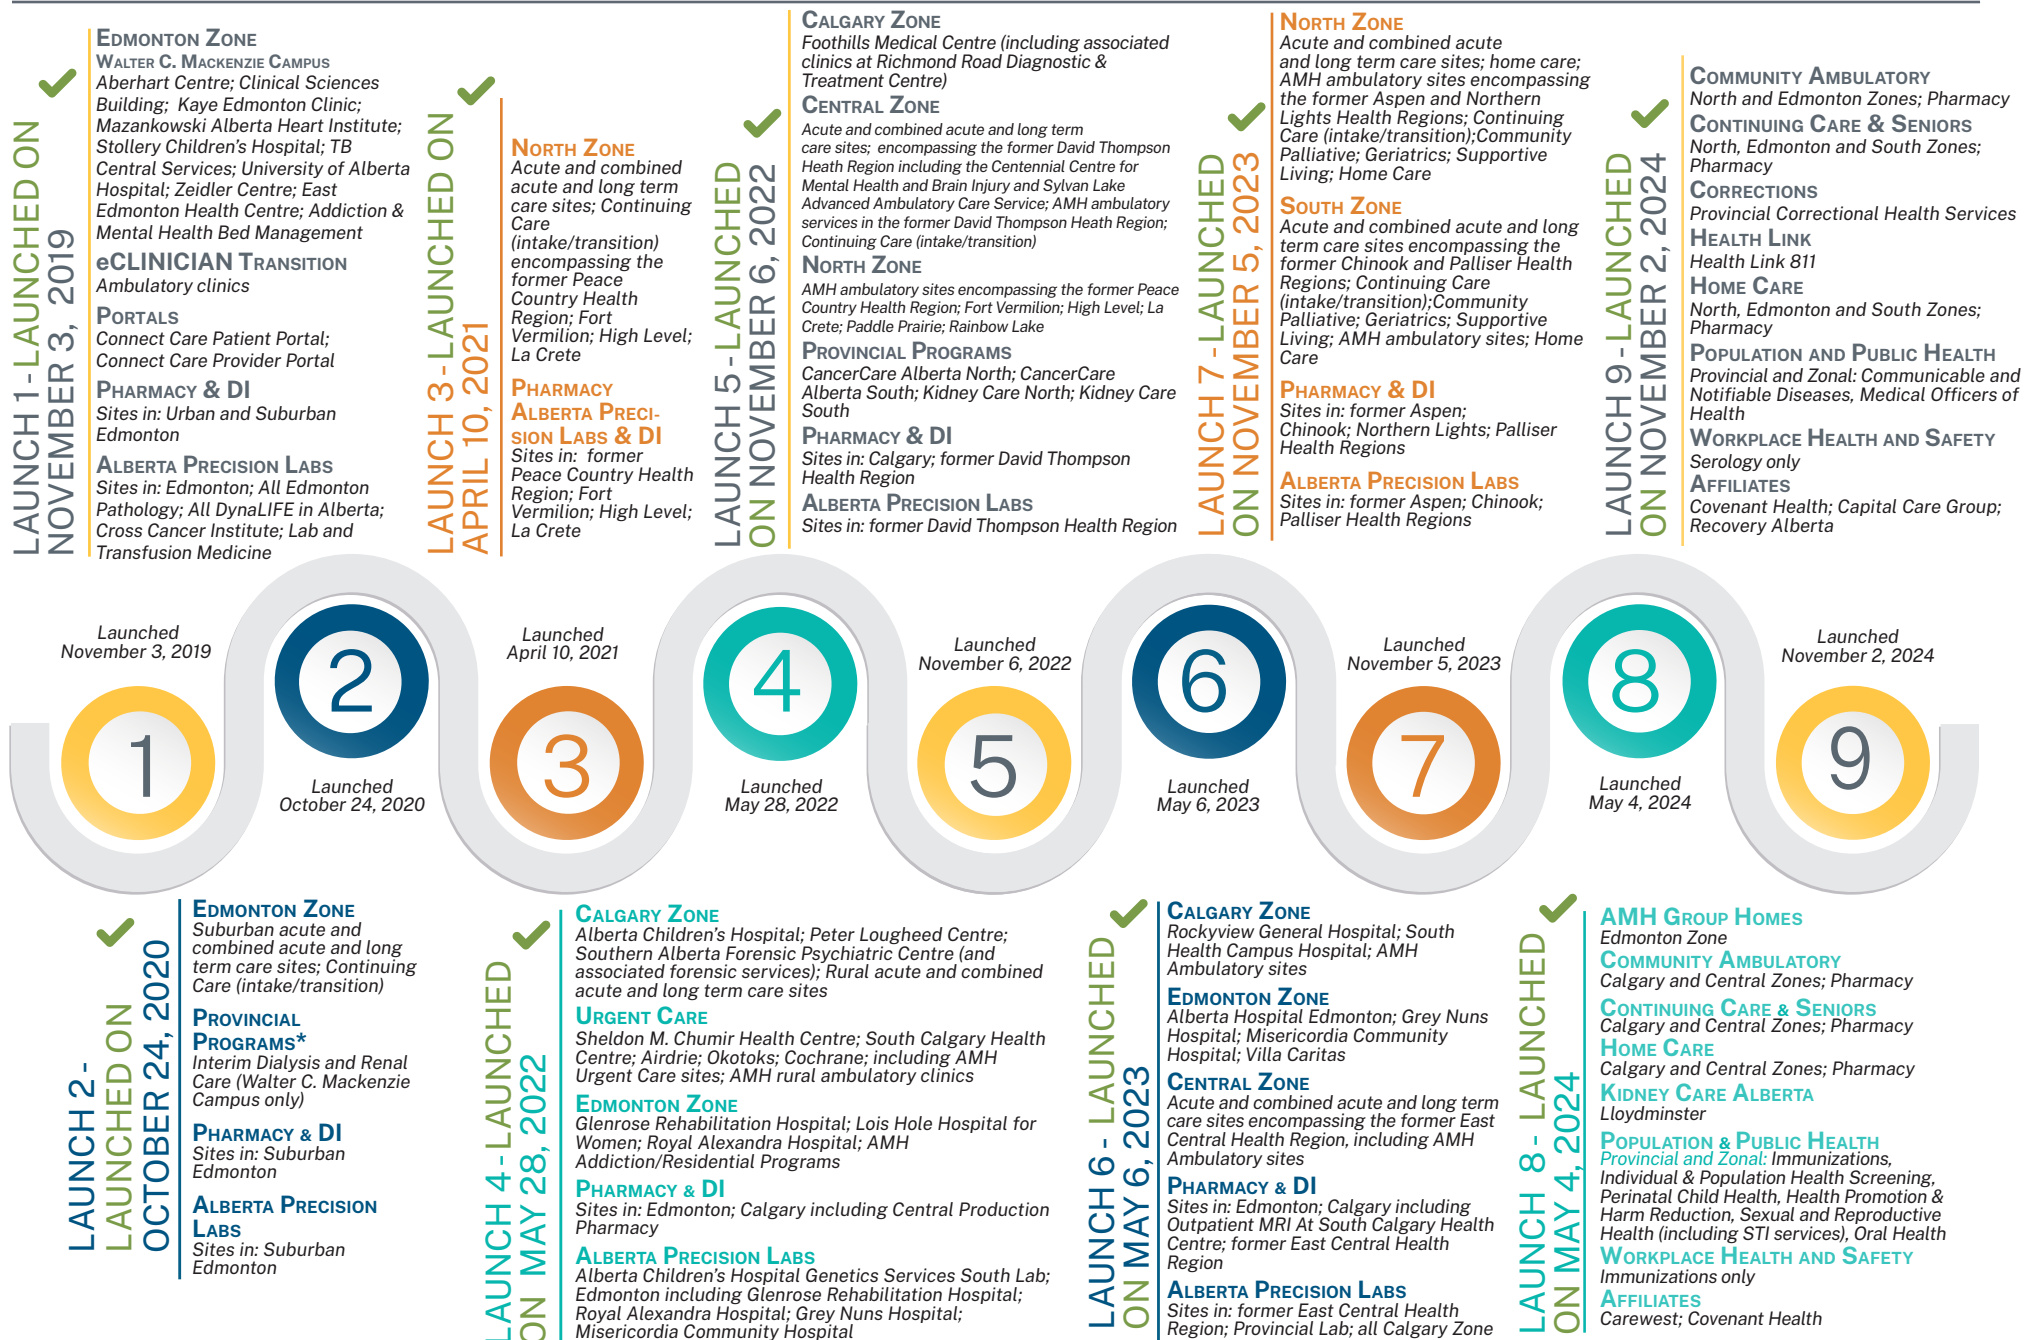 LAUNCH 1 - LAUNCHED ON
NOVEMBER 3, 2019
EDMONTON ZONE
WALTER C. MACKENZIE CAMPUS
Aberhart Centre; Clinical Sciences
Building; Kaye Edmonton Clinic;
Mazankowski Alberta Heart Institute;
Stollery Children's Hospital; TB
Central Services; University of Alberta
Hospital; Zeidler Centre; East
Edmonton Health Centre; Addiction &
Mental Health Bed Management
eCLINICIAN TRANSITION
Ambulatory clinics
PORTALS
Connect Care Patient Portal;
Connect Care Provider Portal
PHARMACY & DI
Sites in: Urban and Suburban
Edmonton
ALBERTA PRECISION LABS
Sites in: Edmonton; All Edmonton
Pathology; All DynaLIFE in Alberta;
Cross Cancer Institute; Lab and
Transfusion Medicine
LAUNCH 3 - LAUNCHED ON
APRIL 10, 2021
NORTH ZONE
Acute and combined
acute and long term
care sites; Continuing
Care
(intake/transition)
encompassing the
former Peace
Country Health
Region; Fort
Vermilion; High Level;
La Crete
PHARMACY
ALBERTA PRECI-
SION LABS & DI
Sites in: former
Peace Country Health
Region; Fort
Vermilion; High Level;
La Crete
LAUNCH 5 - LAUNCHED
ON NOVEMBER 6, 2022
CALGARY ZONE
Foothills Medical Centre (including associated
clinics at Richmond Road Diagnostic &
Treatment Centre)
CENTRAL ZONE
Acute and combined acute and long term
care sites; encompassing the former David Thompson
Heath Region including the Centennial Centre for
Mental Health and Brain Injury and Sylvan Lake
Advanced Ambulatory Care Service; AMH ambulatory
services in the former David Thompson Heath Region;
Continuing Care (intake/transition)
NORTH ZONE
AMH ambulatory sites encompassing the former Peace
Country Health Region; Fort Vermilion; High Level; La
Crete; Paddle Prairie; Rainbow Lake
PROVINCIAL PROGRAMS
CancerCare Alberta North; CancerCare
Alberta South; Kidney Care North; Kidney Care
South
PHARMACY & DI
Sites in: Calgary; former David Thompson
Health Region
ALBERTA PRECISION LABS
Sites in: former David Thompson Health Region
LAUNCH 7 - LAUNCHED
ON NOVEMBER 5, 2023
NORTH ZONE
Acute and combined acute
and long term care sites; home care;
AMH ambulatory sites encompassing
the former Aspen and Northern
Lights Health Regions; Continuing
Care (intake/transition);Community
Palliative; Geriatrics; Supportive
Living; Home Care
SOUTH ZONE
Acute and combined acute and long
term care sites encompassing the
former Chinook and Palliser Health
Regions; Continuing Care
(intake/transition);Community
Palliative; Geriatrics; Supportive
Living; AMH ambulatory sites; Home
Care
PHARMACY & DI
Sites in: former Aspen;
Chinook; Northern Lights; Palliser
Health Regions
ALBERTA PRECISION LABS
Sites in: former Aspen; Chinook;
Palliser Health Regions
LAUNCH 9 - LAUNCHED
ON NOVEMBER 2, 2024
COMMUNITY AMBULATORY
North and Edmonton Zones; Pharmacy
CONTINUING CARE & SENIORS
North, Edmonton and South Zones;
Pharmacy
CORRECTIONS
Provincial Correctional Health Services
HEALTH LINK
Health Link 811
HOME CARE
North, Edmonton and South Zones;
Pharmacy
POPULATION AND PUBLIC HEALTH
Provincial and Zonal: Communicable and
Notifiable Diseases, Medical Officers of
Health
WORKPLACE HEALTH AND SAFETY
Serology only
AFFILIATES
Covenant Health; Capital Care Group;
Recovery Alberta
Launched
November 3, 2019
1
2
Launched
October 24, 2020
Launched
April 10, 2021
3
4
Launched
May 28, 2022
Launched
November 6, 2022
5
6
Launched
May 6, 2023
Launched
November 5, 2023
7
8
Launched
May 4, 2024
Launched
November 2, 2024
9
LAUNCH 2 -
LAUNCHED ON
OCTOBER 24, 2020
EDMONTON ZONE
Suburban acute and
combined acute and long
term care sites; Continuing
Care (intake/transition)
PROVINCIAL
PROGRAMS*
Interim Dialysis and Renal
Care (Walter C. Mackenzie
Campus only)
PHARMACY & DI
Sites in: Suburban
Edmonton
ALBERTA PRECISION
LABS
Sites in: Suburban
Edmonton
LAUNCH 4 - LAUNCHED
ON MAY 28, 2022
CALGARY ZONE
Alberta Children's Hospital; Peter Lougheed Centre;
Southern Alberta Forensic Psychiatric Centre (and
associated forensic services); Rural acute and combined
acute and long term care sites
URGENT CARE
Sheldon M. Chumir Health Centre; South Calgary Health
Centre; Airdrie; Okotoks; Cochrane; including AMH
Urgent Care sites; AMH rural ambulatory clinics
EDMONTON ZONE
Glenrose Rehabilitation Hospital; Lois Hole Hospital for
Women; Royal Alexandra Hospital; AMH
Addiction/Residential Programs
PHARMACY & DI
Sites in: Edmonton; Calgary including Central Production
Pharmacy
ALBERTA PRECISION LABS
Alberta Children's Hospital Genetics Services South Lab;
Edmonton including Glenrose Rehabilitation Hospital;
Royal Alexandra Hospital; Grey Nuns Hospital;
Misericordia Community Hospital
LAUNCH 6 - LAUNCHED
ON MAY 6, 2023
CALGARY ZONE
Rockyview General Hospital; South
Health Campus Hospital; AMH
Ambulatory sites
EDMONTON ZONE
Alberta Hospital Edmonton; Grey Nuns
Hospital; Misericordia Community
Hospital; Villa Caritas
CENTRAL ZONE
Acute and combined acute and long term
care sites encompassing the former East
Central Health Region, including AMH
Ambulatory sites
PHARMACY & DI
Sites in: Edmonton; Calgary including
Outpatient MRI At South Calgary Health
Centre; former East Central Health
Region
ALBERTA PRECISION LABS
Sites in: former East Central Health
Region; Provincial Lab; all Calgary Zone
LAUNCH 8 - LAUNCHED
ON MAY 4, 2024
AMH GROUP HOMES
Edmonton Zone
COMMUNITY AMBULATORY
Calgary and Central Zones; Pharmacy
CONTINUING CARE & SENIORS
Calgary and Central Zones; Pharmacy
HOME CARE
Calgary and Central Zones; Pharmacy
KIDNEY CARE ALBERTA
Lloydminster
POPULATION & PUBLIC HEALTH
Provincial and Zonal: Immunizations,
Individual & Population Health Screening,
Perinatal Child Health, Health Promotion &
Harm Reduction, Sexual and Reproductive
Health (including STI services), Oral Health
WORKPLACE HEALTH AND SAFETY
Immunizations only
AFFILIATES
Carewest; Covenant Health